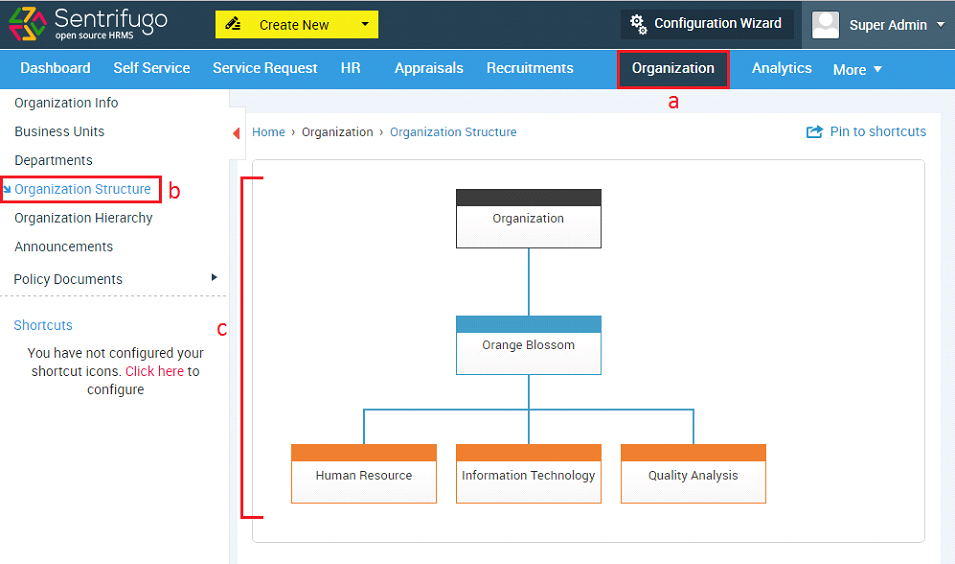 Sentrifugo
open source HRMS
Create New
Configuration Wizard
Super Admin
Dashboard Self Service Service Request HR Appraisals Recruitments Organization Analytics More
a
Organization Info
Business Units
Departments
Organization Structure
b
Organization Hierarchy
Announcements
Policy Documents
Shortcuts
You have not configured your
shortcut icons. Click here to
configure
Home › Organization › Organization Structure
Pin to shortcuts
c
Organization
Orange Blossom
Human Resource
Information Technology
Quality Analysis